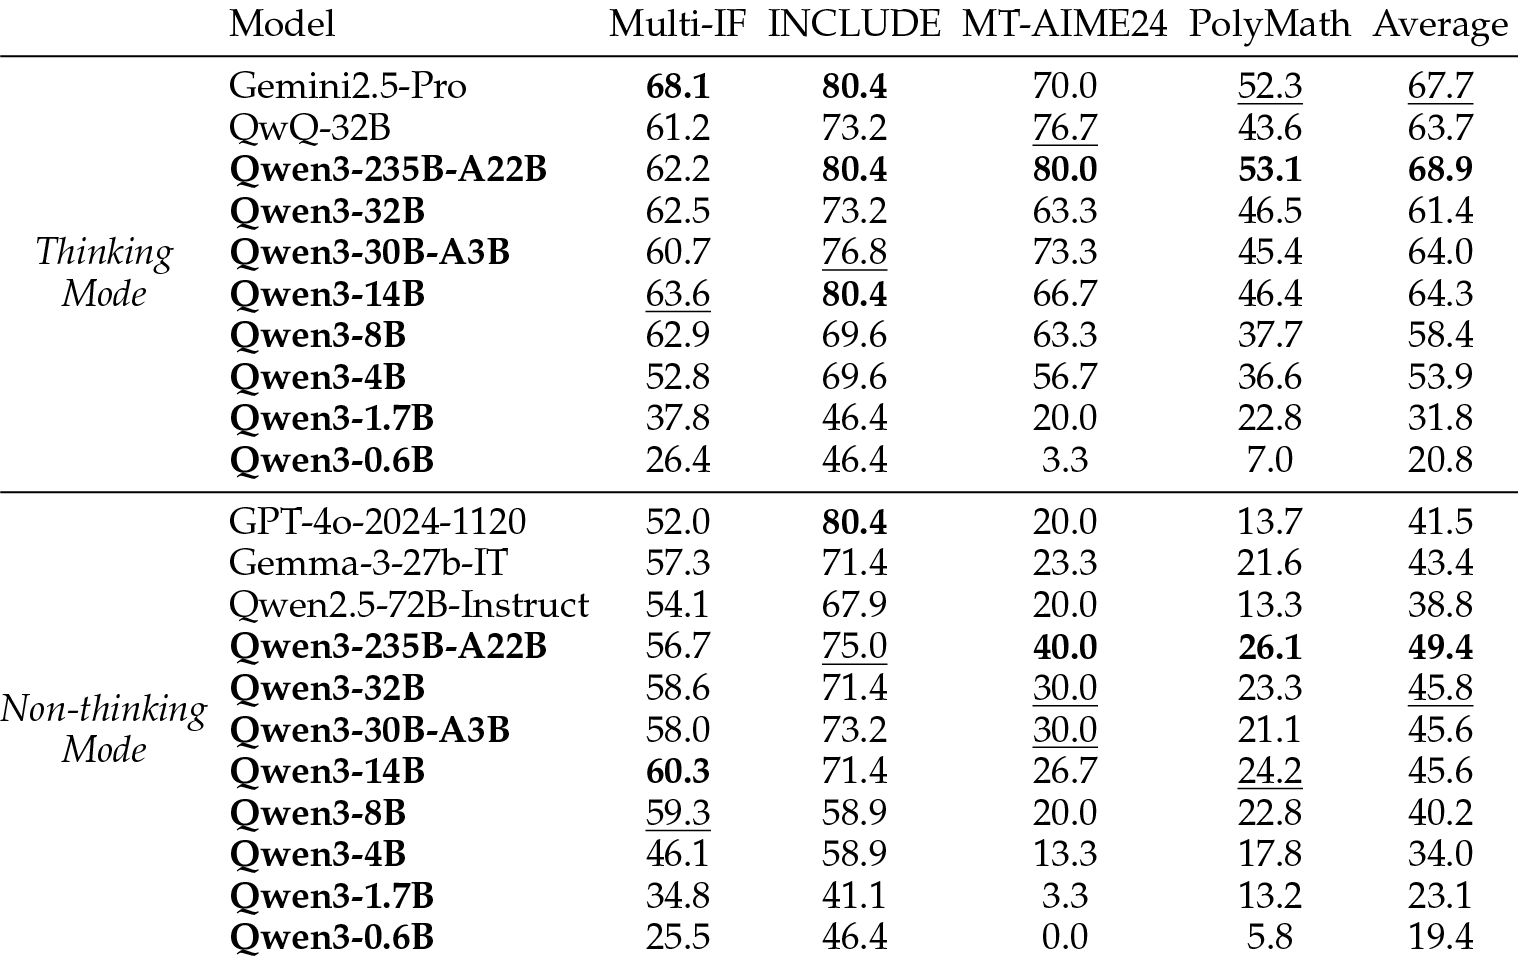 Model Multi-IF INCLUDE MT-AIME24 PolyMath Average
Thinking Mode
Gemini2.5-Pro 68.1 80.4 70.0 52.3 67.7
QwQ-32B 61.2 73.2 76.7 43.6 63.7
Qwen3-235B-A22B 62.2 80.4 80.0 53.1 68.9
Qwen3-32B 62.5 73.2 63.3 46.5 61.4
Qwen3-30B-A3B 60.7 76.8 73.3 45.4 64.0
Qwen3-14B 63.6 80.4 66.7 46.4 64.3
Qwen3-8B 62.9 69.6 63.3 37.7 58.4
Qwen3-4B 52.8 69.6 56.7 36.6 53.9
Qwen3-1.7B 37.8 46.4 20.0 22.8 31.8
Qwen3-0.6B 26.4 46.4 3.3 7.0 20.8
Non-thinking Mode
GPT-4o-2024-1120 52.0 80.4 20.0 13.7 41.5
Gemma-3-27b-IT 57.3 71.4 23.3 21.6 43.4
Qwen2.5-72B-Instruct 54.1 67.9 20.0 13.3 38.8
Qwen3-235B-A22B 56.7 75.0 40.0 26.1 49.4
Qwen3-32B 58.6 71.4 30.0 23.3 45.8
Qwen3-30B-A3B 58.0 73.2 30.0 21.1 45.6
Qwen3-14B 60.3 71.4 26.7 24.2 45.6
Qwen3-8B 59.3 58.9 20.0 22.8 40.2
Qwen3-4B 46.1 58.9 13.3 17.8 34.0
Qwen3-1.7B 34.8 41.1 3.3 13.2 23.1
Qwen3-0.6B 25.5 46.4 0.0 5.8 19.4